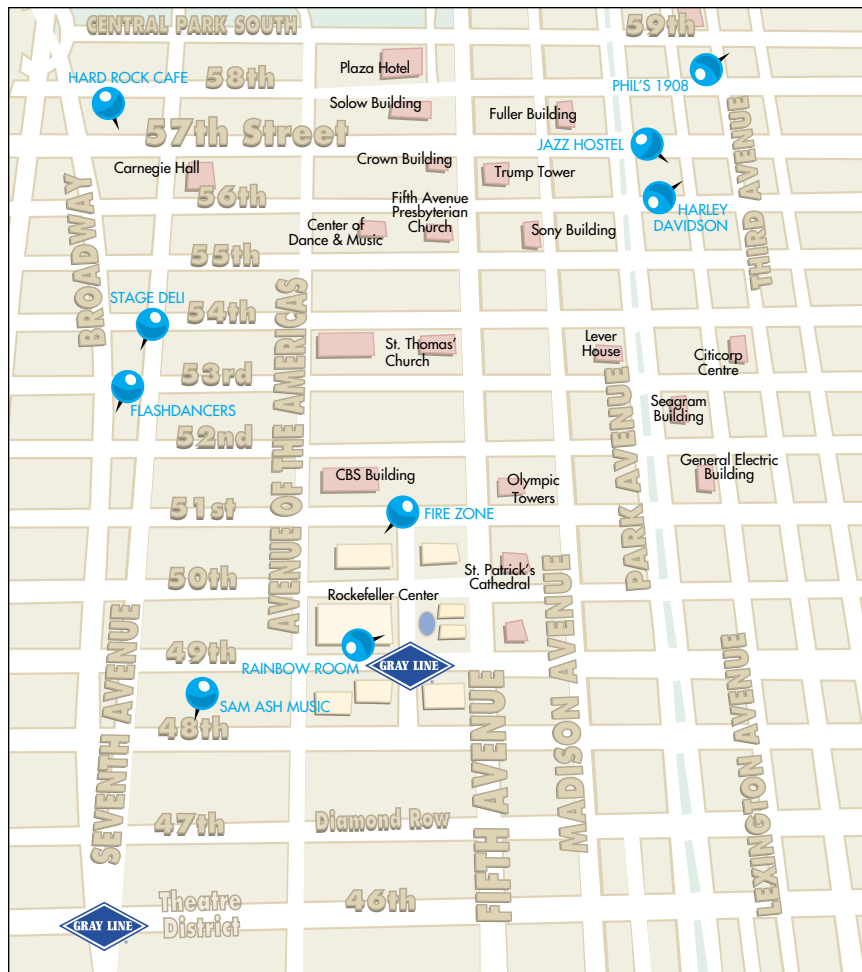 CENTRAL PARK SOUTH
59th
Plaza Hotel
58th
HARD ROCK CAFE
PHIL'S 1908
Solow Building
Fuller Building
57th Street
JAZZ HOSTEL
Carnegie Hall
Crown Building
Trump Tower
56th
Fifth Avenue
Presbyterian
Church
HARLEY
DAVIDSON
THIRD AVENUE
Center of
Dance & Music
Sony Building
BROADWAY
55th
STAGE DELI
54th
AVENUE OF THE AMERICAS
St. Thomas'
Church
Lever
House
Citicorp
Centre
53rd
FLASHDANCERS
Seagram
Building
52nd
PARK AVENUE
CBS Building
Olympic
Towers
General Electric
Building
51st
FIRE ZONE
50th
St. Patrick's
Cathedral
Rockefeller Center
49th
RAINBOW ROOM
GRAY LINE
SAM ASH MUSIC
48th
SEVENTH AVENUE
FIFTH AVENUE
MADISON AVENUE
LEXINGTON AVENUE
47th
Diamond Row
46th
Theatre
District
GRAY LINE